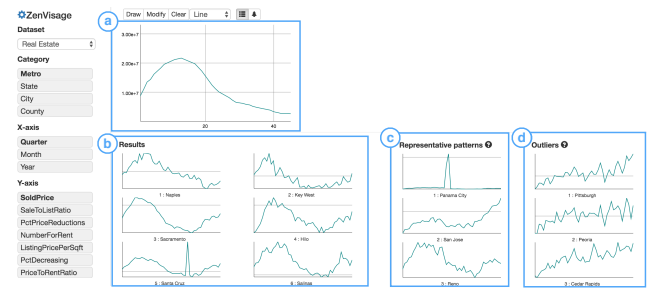 ZenVisage
Dataset
Real Estate
Category
Metro
State
City
County
X-axis
Quarter
Month
Year
Y-axis
SoldPrice
SaleToListRatio
PctPriceReductions
NumberForRent
ListingPricePerSqft
PctDecreasing
PriceToRentRatio
a
Draw Modify Clear Line
3.00e+7
2.00e+7
1.00e+7
20 40
b
Results
1 : Naples
2 : Key West
3 : Sacramento
4 : Hilo
5 : Santa Cruz
6 : Salinas
c
Representative patterns ?
1 : Panama City
2 : San Jose
3 : Reno
d
Outliers ?
1 : Pittsburgh
2 : Peoria
3 : Cedar Rapids